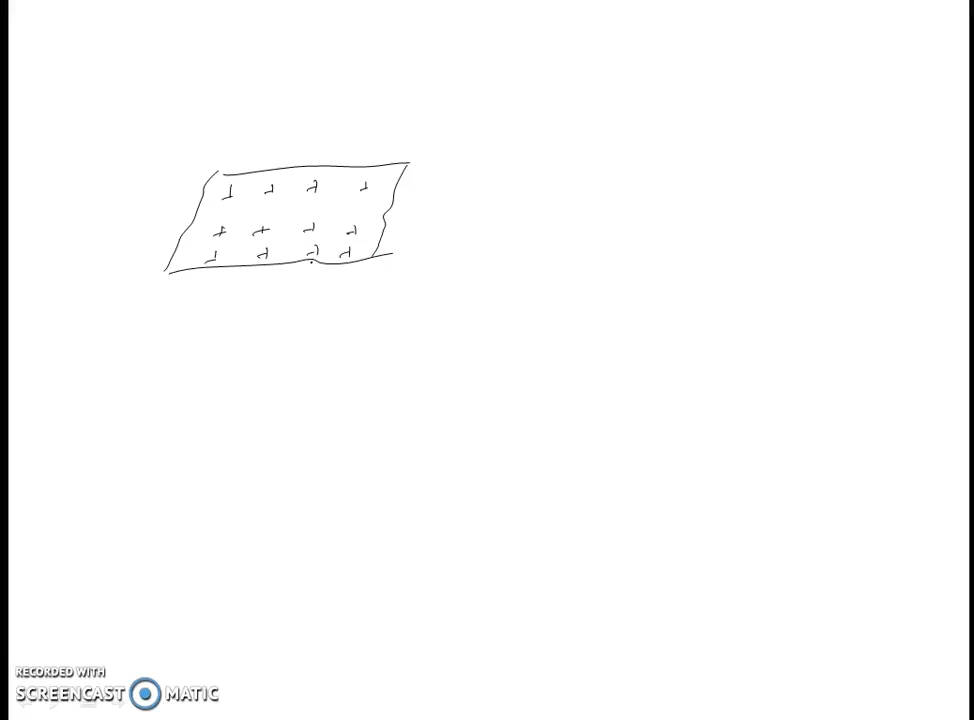 + + + +
+ + + +
+ + + +
RECORDED WITH
SCREENCAST MATIC